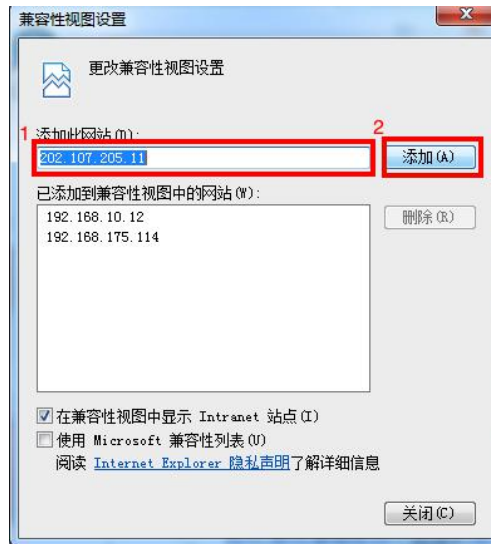 兼容性视图设置
更改兼容性视图设置
1 添加此网站(D):
2
202.107.205.11
添加(A)
已添加到兼容性视图中的网站(W):
192.168.10.12
删除(R)
192.168.175.114
在兼容性视图中显示 Intranet 站点(I)
使用 Microsoft 兼容性列表(U)
阅读 Internet Explorer 隐私声明了解详细信息
关闭(C)